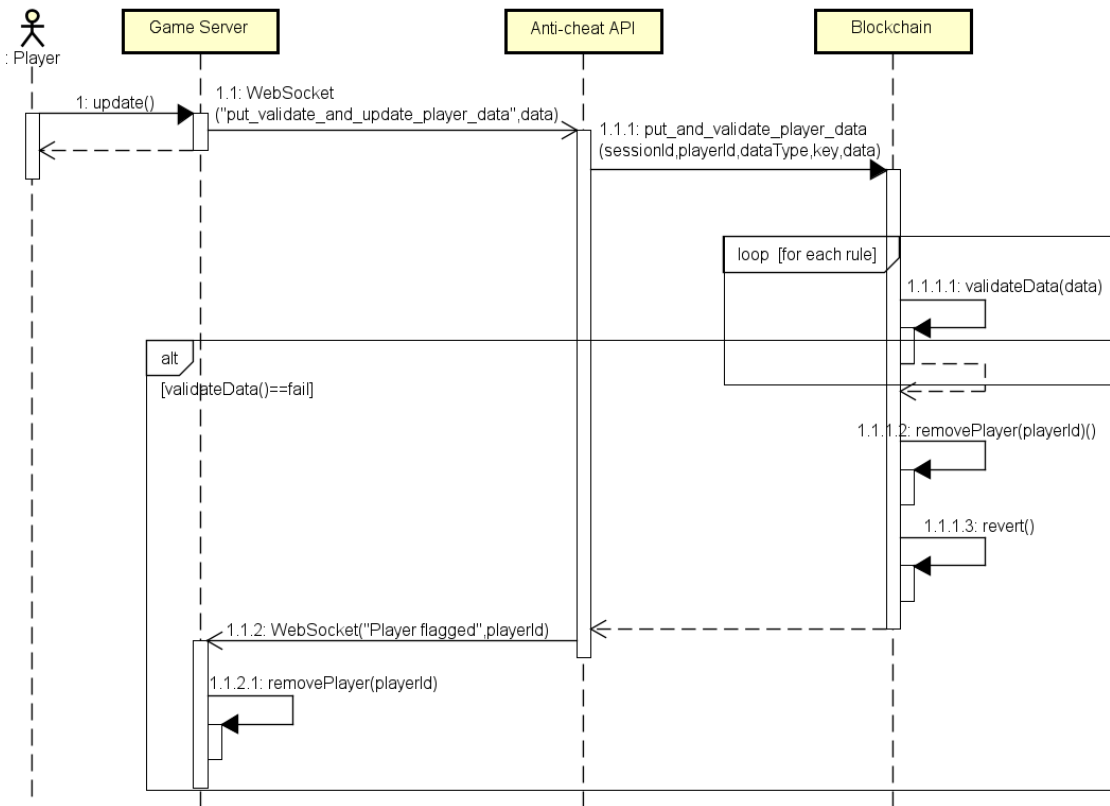 : Player
Game Server
Anti-cheat API
Blockchain
1: update()
1.1: WebSocket
("put_validate_and_update_player_data",data)
1.1.1: put_and_validate_player_data
(sessionId,playerId,dataType,key,data)
loop [for each rule]
1.1.1.1: validateData(data)
alt
[validateData()==fail]
1.1.1.2: removePlayer(playerId)()
1.1.1.3: revert()
1.1.2: WebSocket("Player flagged",playerId)
1.1.2.1: removePlayer(playerId)